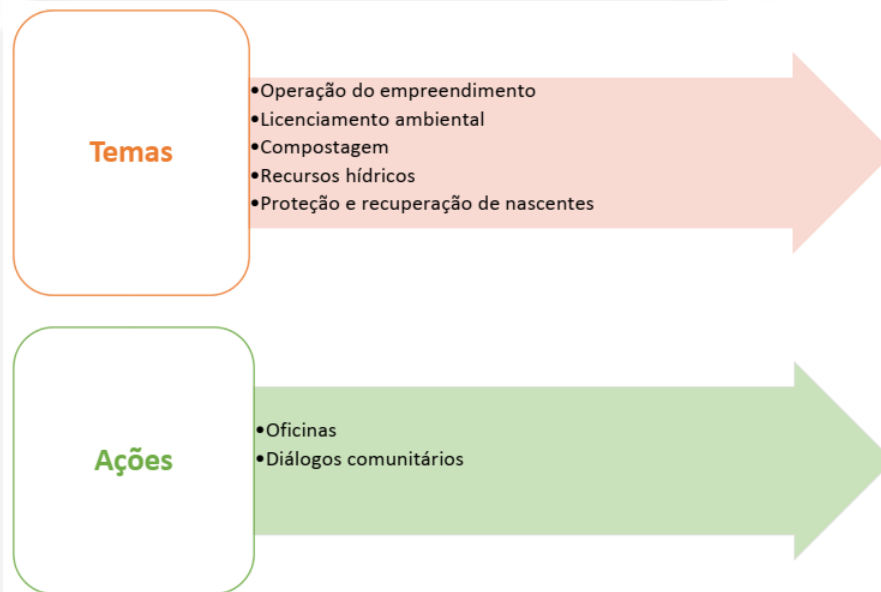 Temas
•Operação do empreendimento
•Licenciamento ambiental
•Compostagem
•Recursos hídricos
•Proteção e recuperação de nascentes
Ações
•Oficinas
•Diálogos comunitários